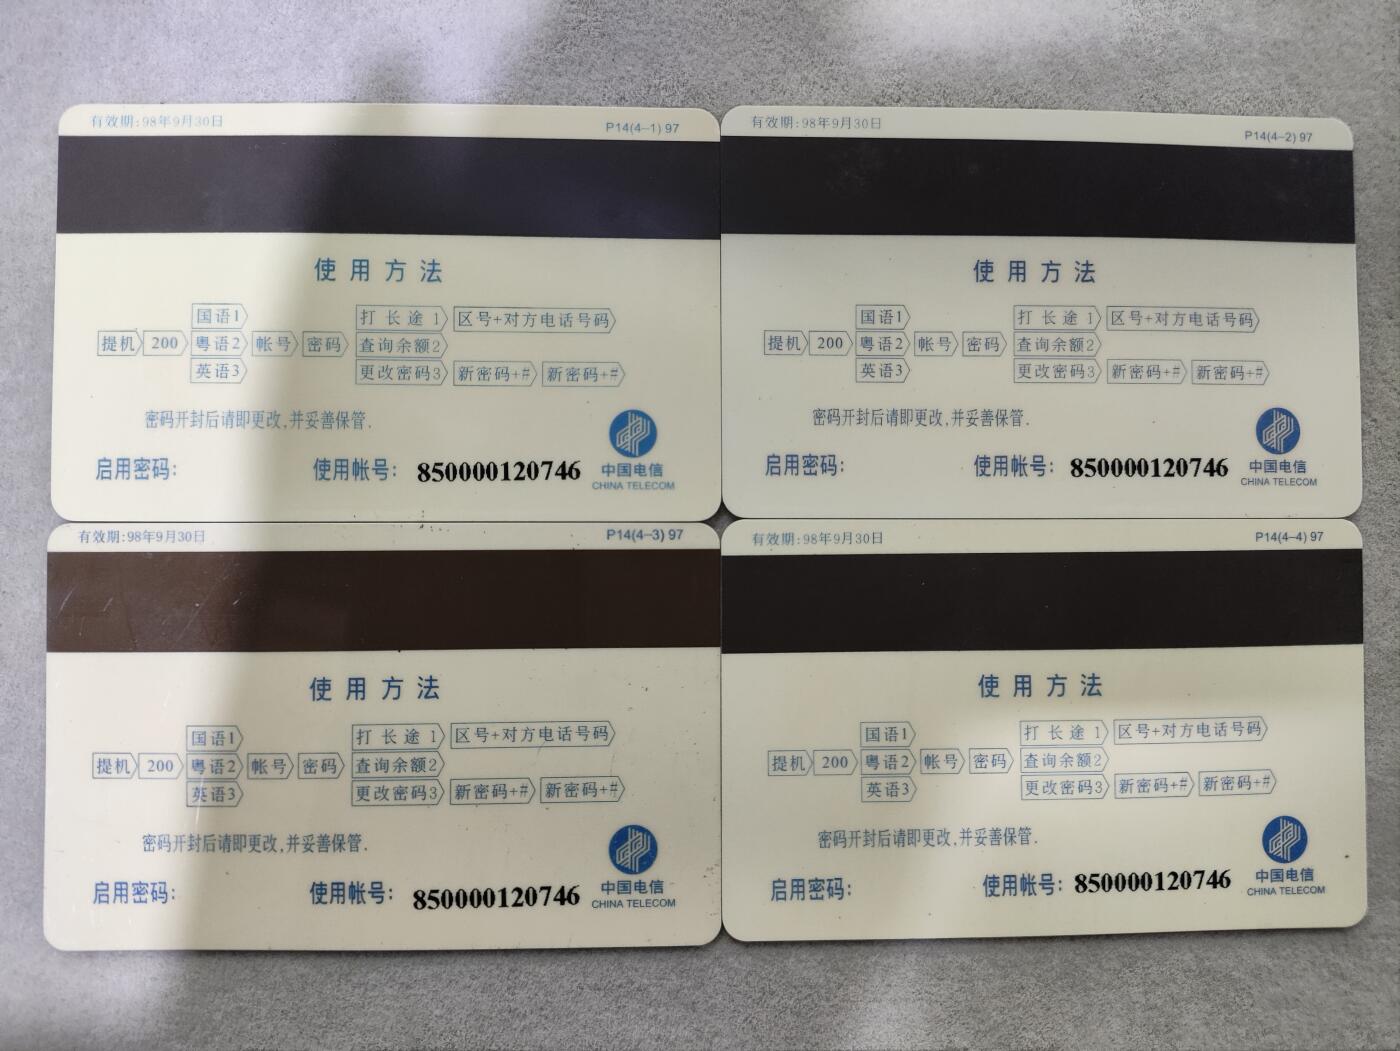 有效期:98年9月30日 P14(4-1) 97
使用方法
国语1 打长途1 区号+对方电话号码
提机 200 粤语2 帐号 密码 查询余额2
英语3 更改密码3 新密码+# 新密码+#
密码开封后请即更改,并妥善保管.
启用密码: 使用帐号: 850000120746 中国电信
CHINA TELECOM
有效期:98年9月30日 P14(4-2) 97
使用方法
国语1 打长途1 区号+对方电话号码
提机 200 粤语2 帐号 密码 查询余额2
英语3 更改密码3 新密码+# 新密码+#
密码开封后请即更改,并妥善保管.
启用密码: 使用帐号: 850000120746 中国电信
CHINA TELECOM
有效期:98年9月30日 P14(4-3) 97
使用方法
国语1 打长途1 区号+对方电话号码
提机 200 粤语2 帐号 密码 查询余额2
英语3 更改密码3 新密码+# 新密码+#
密码开封后请即更改,并妥善保管.
启用密码: 使用帐号: 850000120746 中国电信
CHINA TELECOM
有效期:98年9月30日 P14(4-4) 97
使用方法
国语1 打长途1 区号+对方电话号码
提机 200 粤语2 帐号 密码 查询余额2
英语3 更改密码3 新密码+# 新密码+#
密码开封后请即更改,并妥善保管.
启用密码: 使用帐号: 850000120746 中国电信
CHINA TELECOM